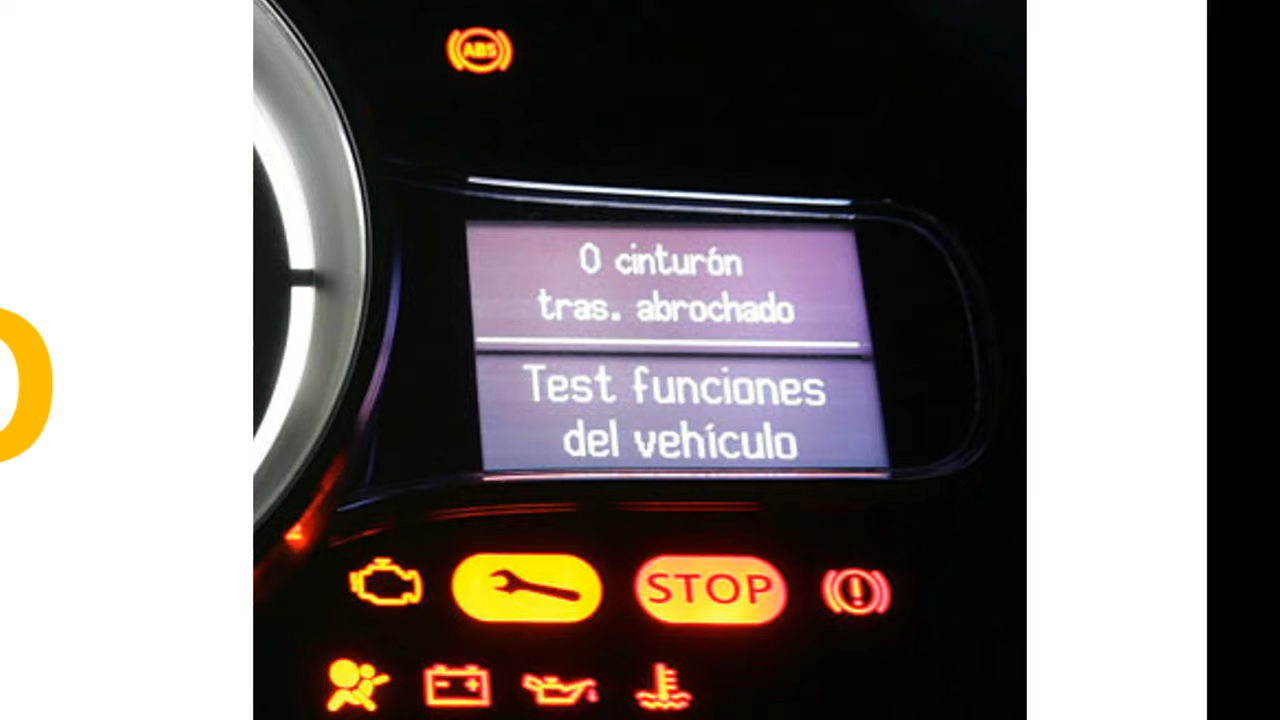 ABS
0 cinturón
tras. abrochado
Test funciones
del vehículo
STOP